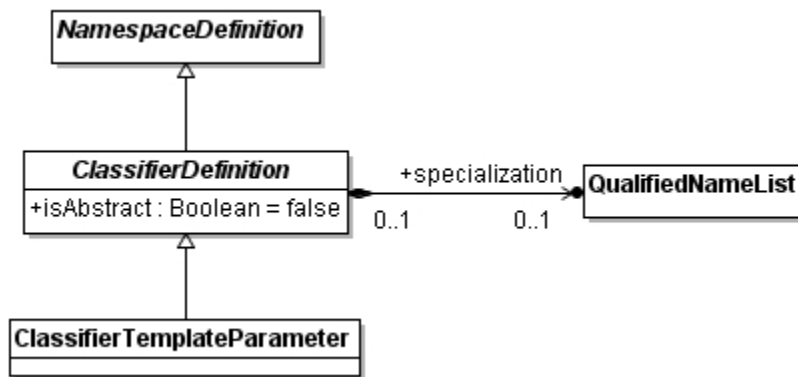 NamespaceDefinition
ClassifierDefinition
+isAbstract : Boolean = false
+specialization
0..1
0..1
QualifiedNameList
ClassifierTemplateParameter